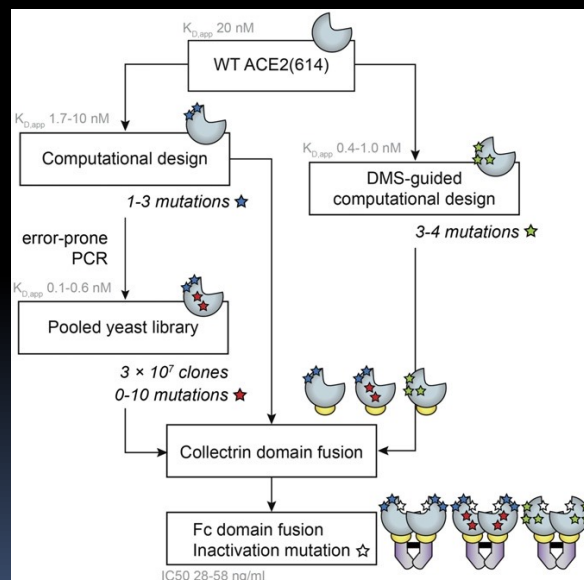 K_D,app 20 nM
WT ACE2(614)
K_D,app 1.7-10 nM
Computational design
1-3 mutations
K_D,app 0.4-1.0 nM
DMS-guided
computational design
3-4 mutations
error-prone
PCR
K_D,app 0.1-0.6 nM
Pooled yeast library
3 × 10⁷ clones
0-10 mutations
Collectrin domain fusion
Fc domain fusion
Inactivation mutation
IC50 28-58 ng/ml